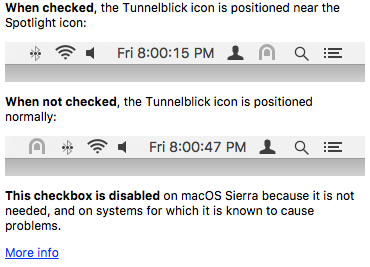 When checked, the Tunnelblick icon is positioned near the
Spotlight icon:
Fri 8:00:15 PM
When not checked, the Tunnelblick icon is positioned
normally:
Fri 8:00:47 PM
This checkbox is disabled on macOS Sierra because it is not
needed, and on systems for which it is known to cause
problems.
More info